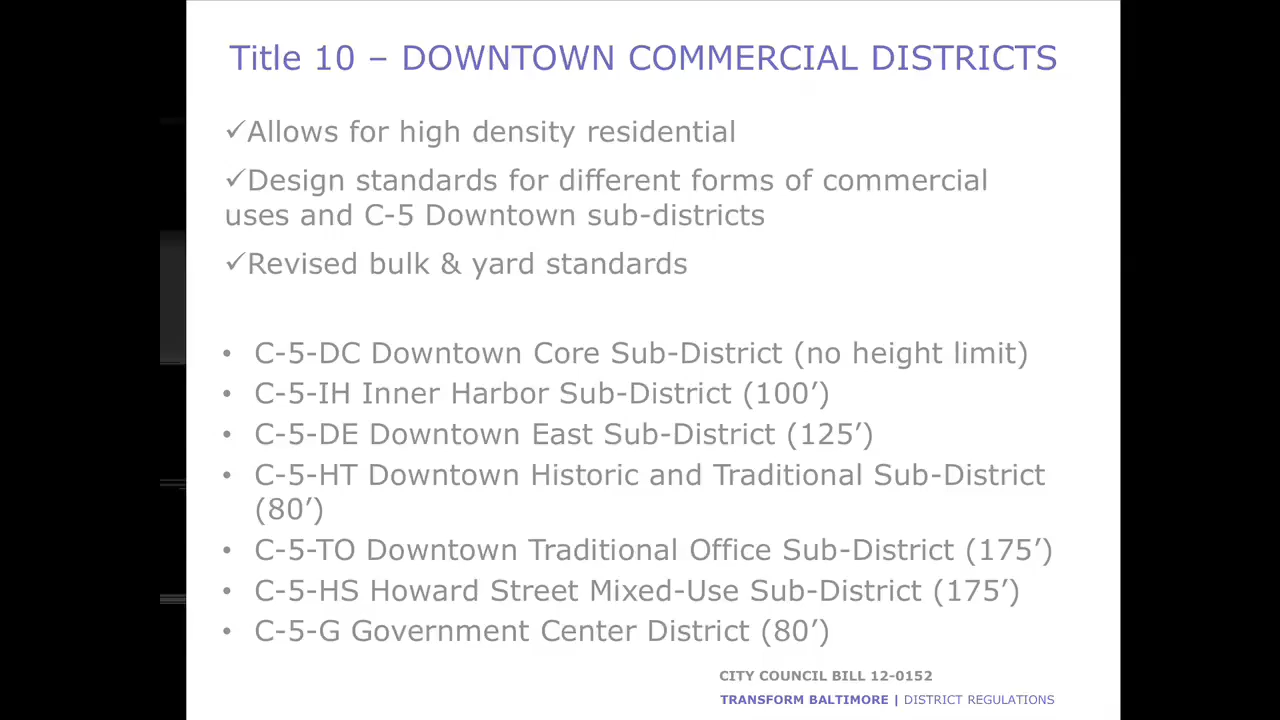 Title 10 – DOWNTOWN COMMERCIAL DISTRICTS
✓Allows for high density residential
✓Design standards for different forms of commercial
uses and C-5 Downtown sub-districts
✓Revised bulk & yard standards
• C-5-DC Downtown Core Sub-District (no height limit)
• C-5-IH Inner Harbor Sub-District (100’)
• C-5-DE Downtown East Sub-District (125’)
• C-5-HT Downtown Historic and Traditional Sub-District
(80’)
• C-5-TO Downtown Traditional Office Sub-District (175’)
• C-5-HS Howard Street Mixed-Use Sub-District (175’)
• C-5-G Government Center District (80’)
CITY COUNCIL BILL 12-0152
TRANSFORM BALTIMORE | DISTRICT REGULATIONS